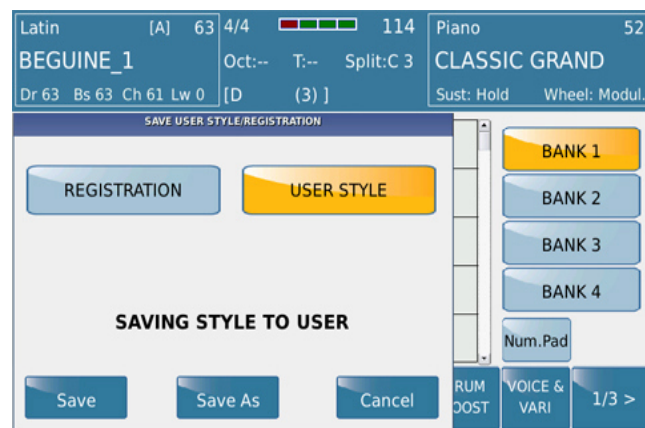 Latin [A] 63
BEGUINE_1
Dr 63 Bs 63 Ch 61 Lw 0
4/4 114
Oct:-- T:-- Split:C 3
[D (3) ]
Piano 52
CLASSIC GRAND
Sust: Hold Wheel: Modul.
SAVE USER STYLE/REGISTRATION
REGISTRATION USER STYLE
SAVING STYLE TO USER
Save Save As Cancel
BANK 1
BANK 2
BANK 3
BANK 4
Num.Pad
RUM
OOST
VOICE &
VARI
1/3 >